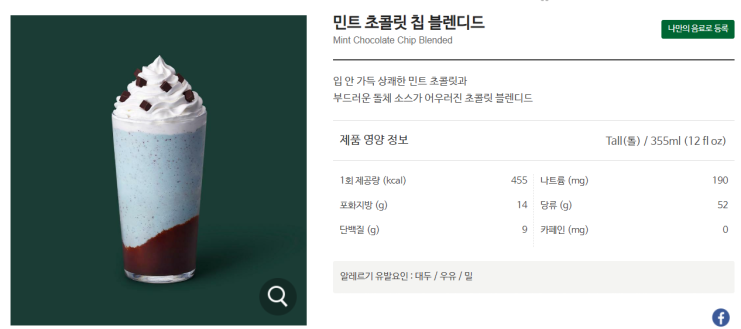 민트 초콜릿 칩 블렌디드
Mint Chocolate Chip Blended
나만의 음료로 등록
입 안 가득 상쾌한 민트 초콜릿과
부드러운 돌체 소스가 어우러진 초콜릿 블렌디드
제품 영양 정보 Tall(톨) / 355ml (12 fl oz)
1회 제공량 (kcal) 455 나트륨 (mg) 190
포화지방 (g) 14 당류 (g) 52
단백질 (g) 9 카페인 (mg) 0
알레르기 유발요인 : 대두 / 우유 / 밀